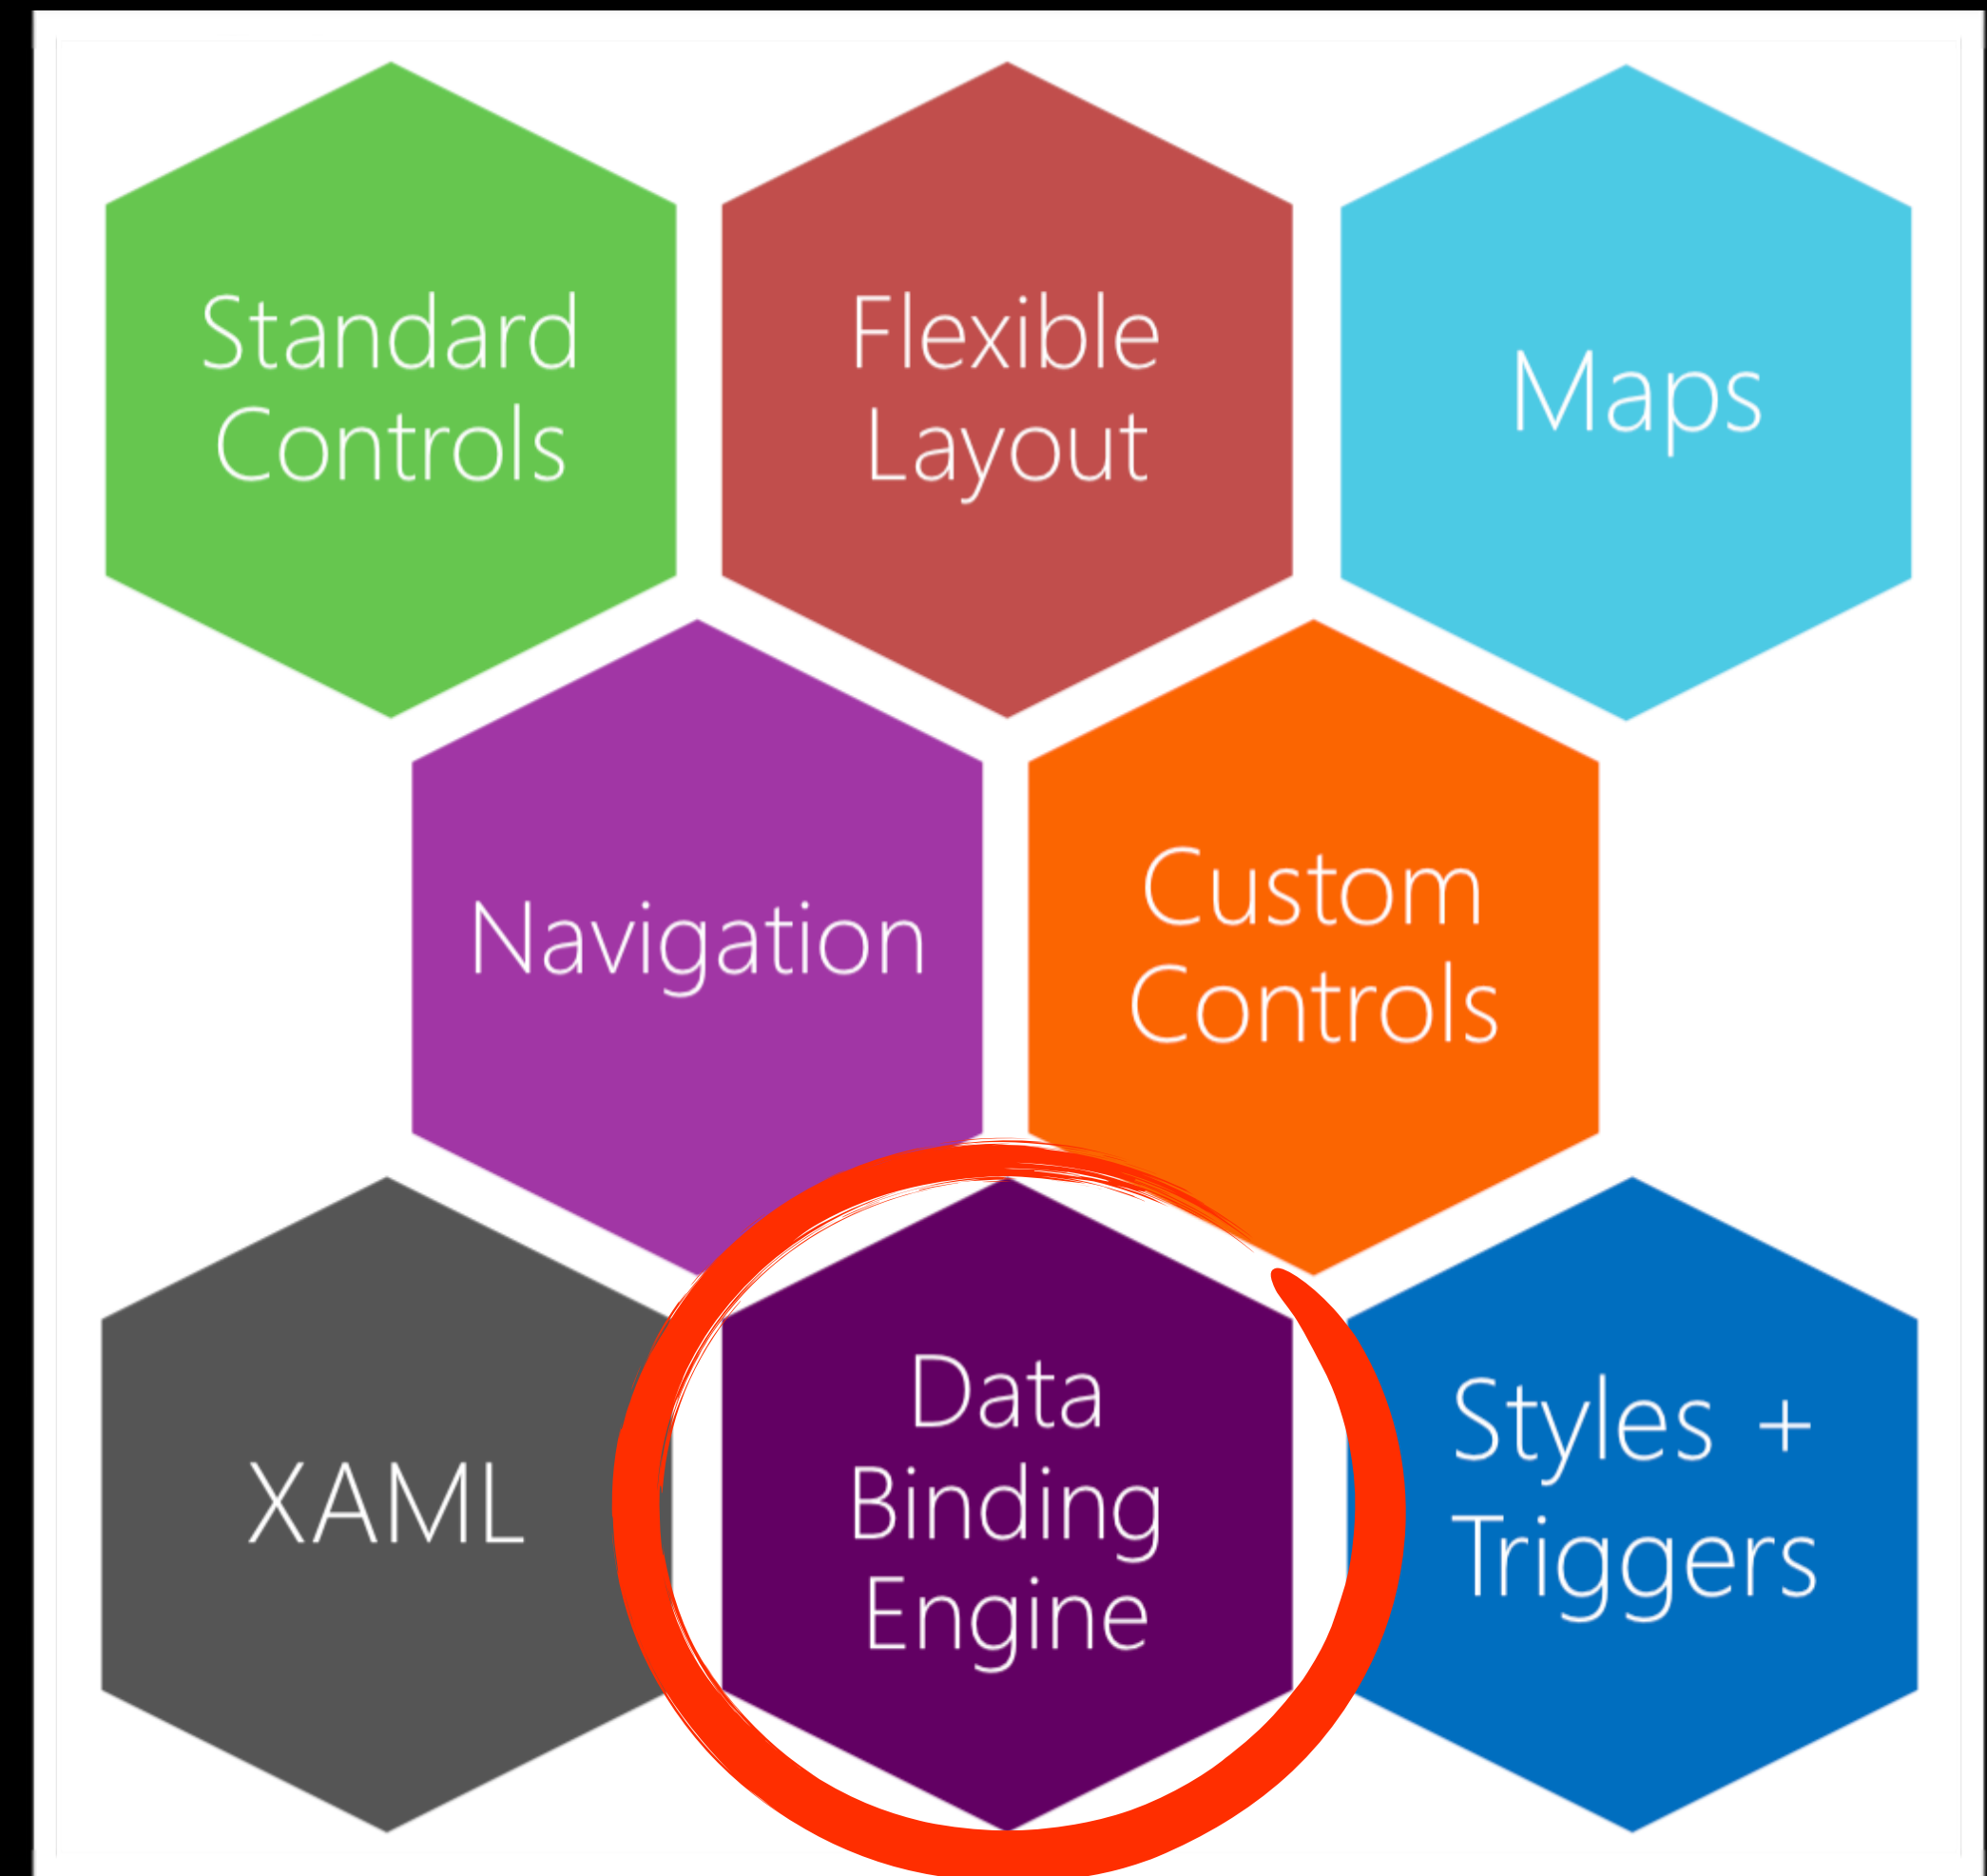 Standard
Controls
Flexible
Layout
Maps
Navigation
Custom
Controls
XAML
Data
Binding
Engine
Styles +
Triggers